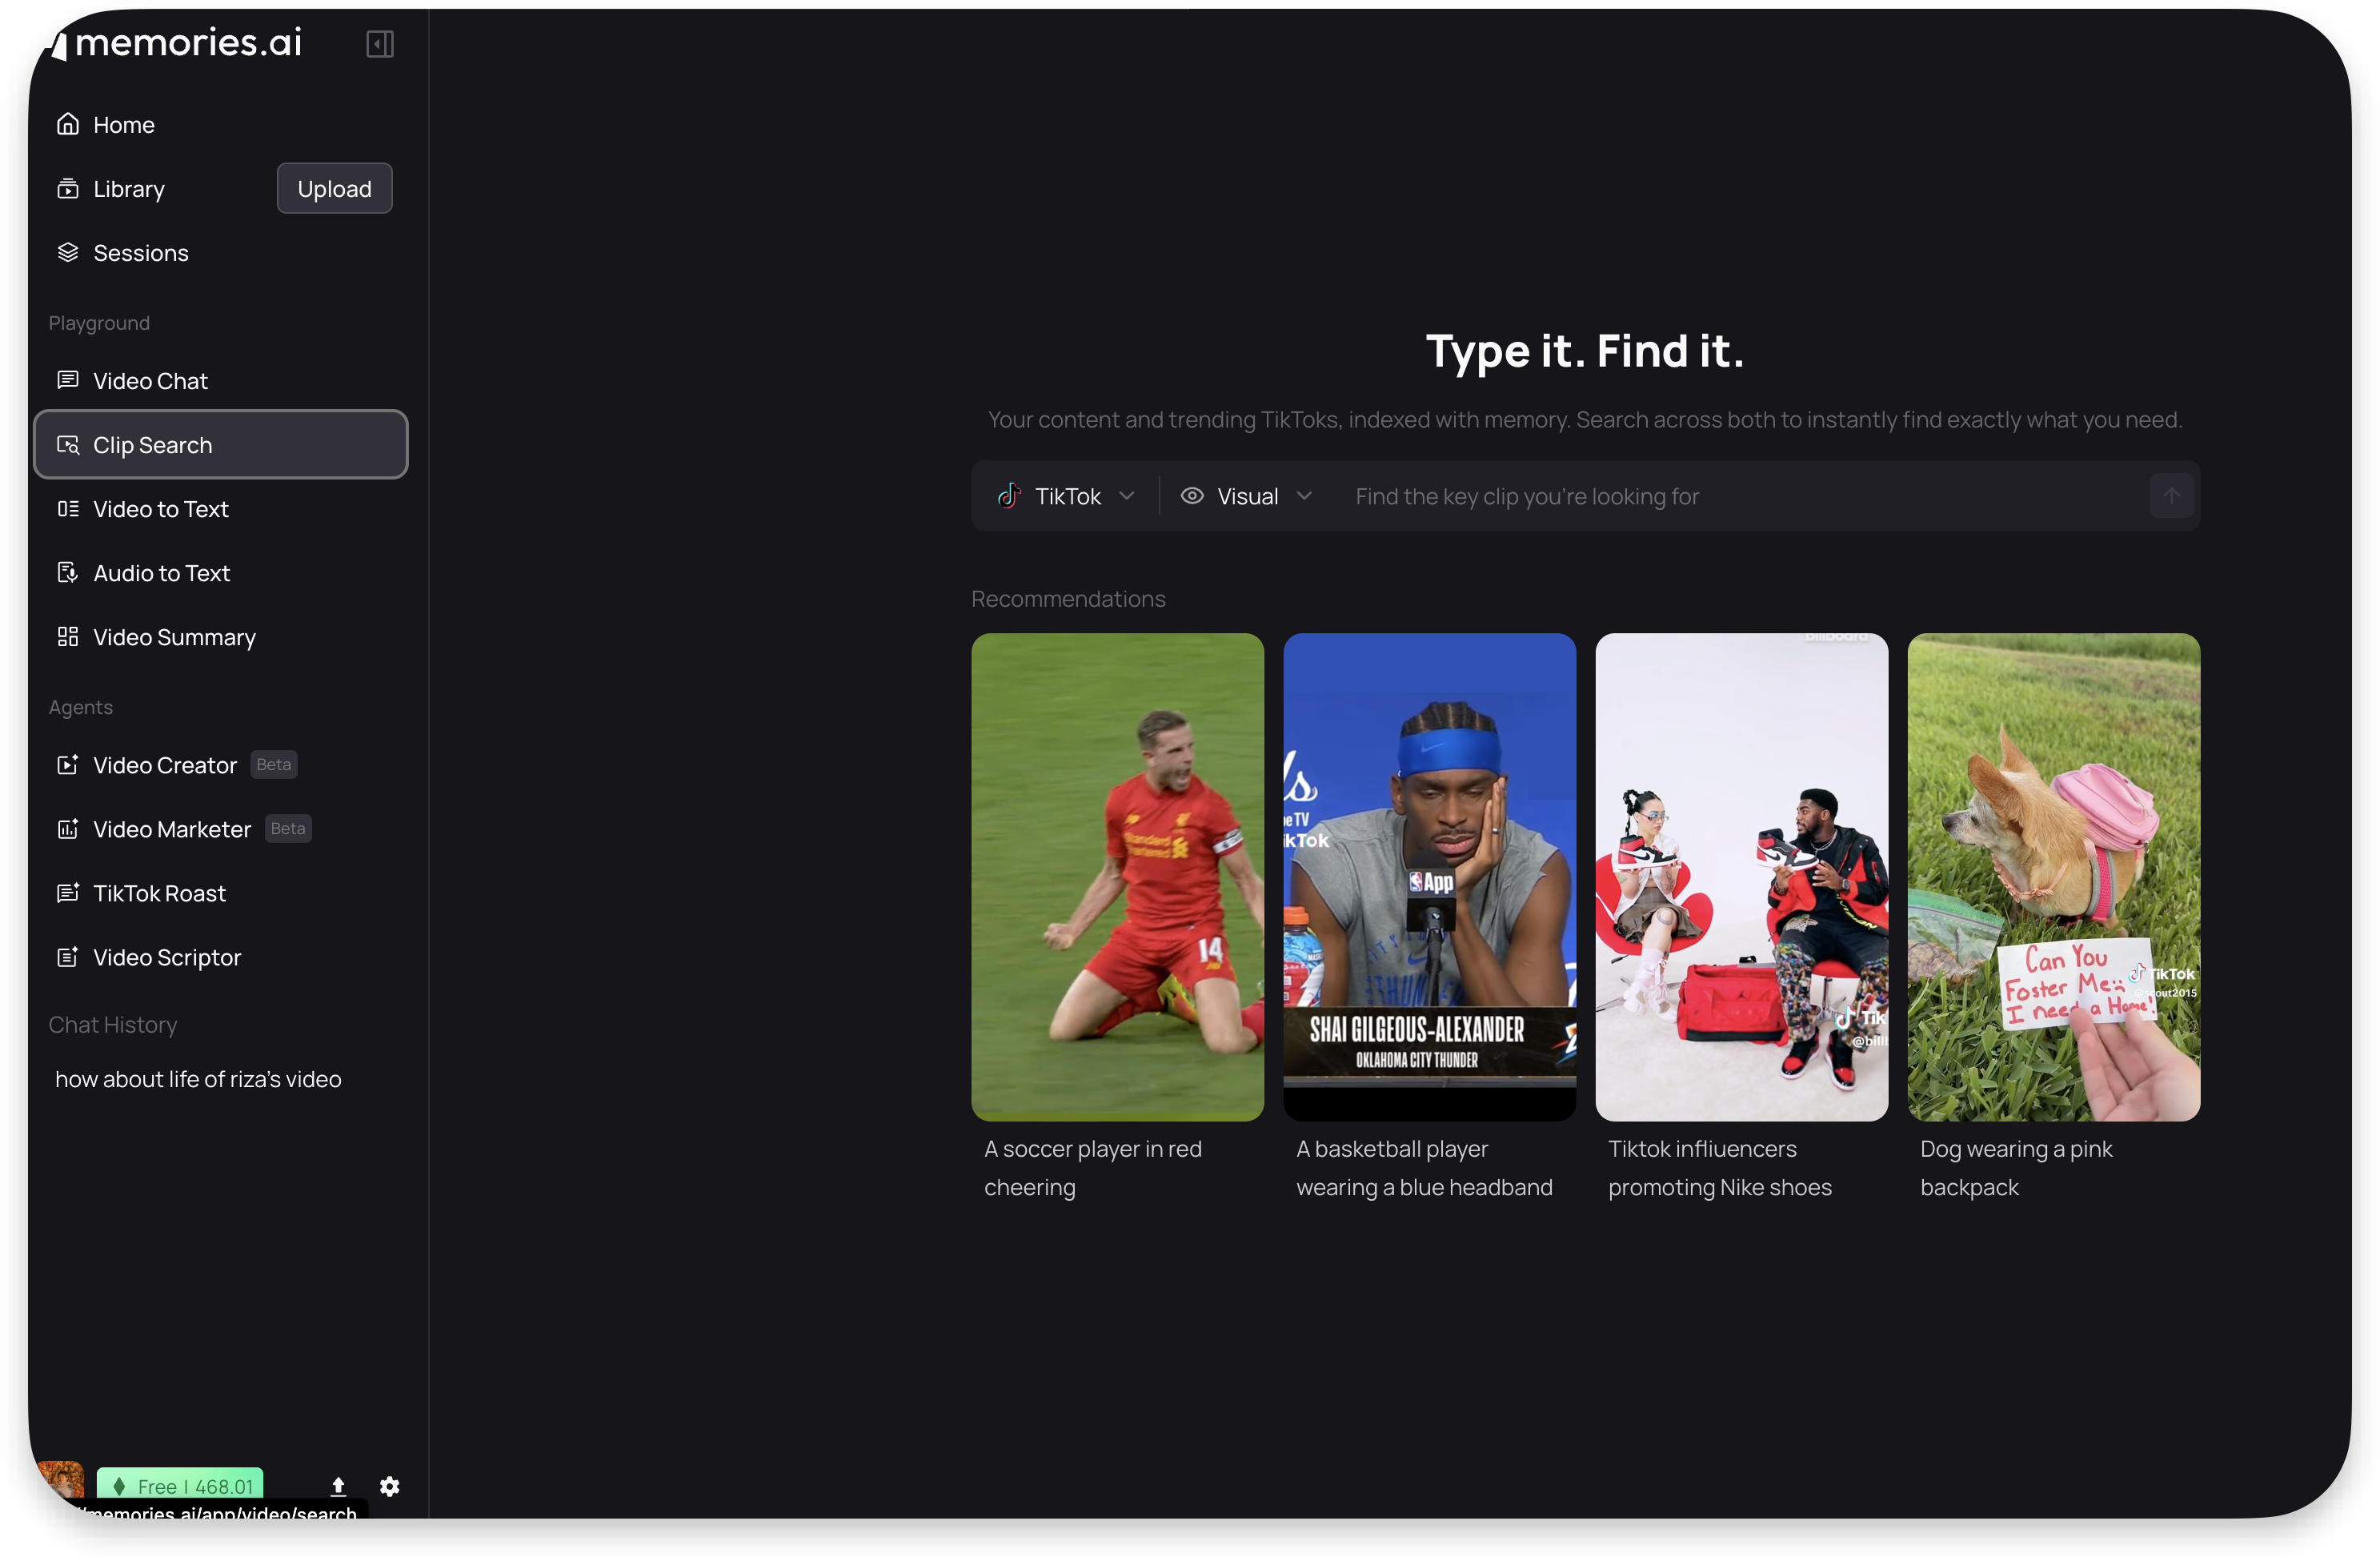 memories.ai
Home
Library
Upload
Sessions
Playground
Video Chat
Clip Search
Video to Text
Audio to Text
Video Summary
Agents
Video Creator Beta
Video Marketer Beta
TikTok Roast
Video Scriptor
Chat History
how about life of riza's video
Free | 468.01
/memories.ai/app/video/search
Type it. Find it.
Your content and trending TikToks, indexed with memory. Search across both to instantly find exactly what you need.
TikTok
Visual
Find the key clip you're looking for
Recommendations
Standard
Chartered
14
A soccer player in red
cheering
TV
kTok
App
SHAI GILGEOUS-ALEXANDER
OKLAHOMA CITY THUNDER
A basketball player
wearing a blue headband
billboard
Tik
@billl
Tiktok infliuencers
promoting Nike shoes
Can You
Foster Me
I need a Home!
TikTok
@scout2015
Dog wearing a pink
backpack